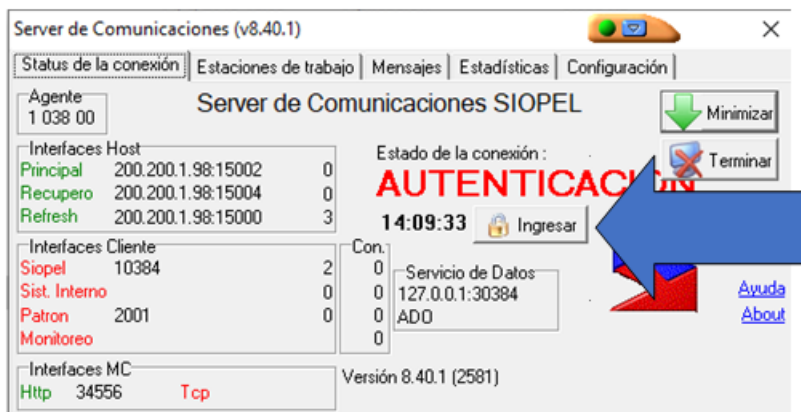 Server de Comunicaciones (v8.40.1)
Status de la conexión Estaciones de trabajo Mensajes Estadísticas Configuración
Agente
1 038 00
Server de Comunicaciones SIOPEL
Minimizar
Terminar
Interfaces Host
Principal 200.200.1.98:15002 0
Recupero 200.200.1.98:15004 0
Refresh 200.200.1.98:15000 3
Estado de la conexión :
AUTENTICACION
14:09:33 Ingresar
Interfaces Cliente
Con.
Siopel 10384 2 0
Sist. Interno 0 0
Patron 2001 0 0
Monitoreo 0
Servicio de Datos
127.0.0.1:30384
ADO
Ayuda
About
Interfaces MC
Http 34556 Tcp
Versión 8.40.1 (2581)